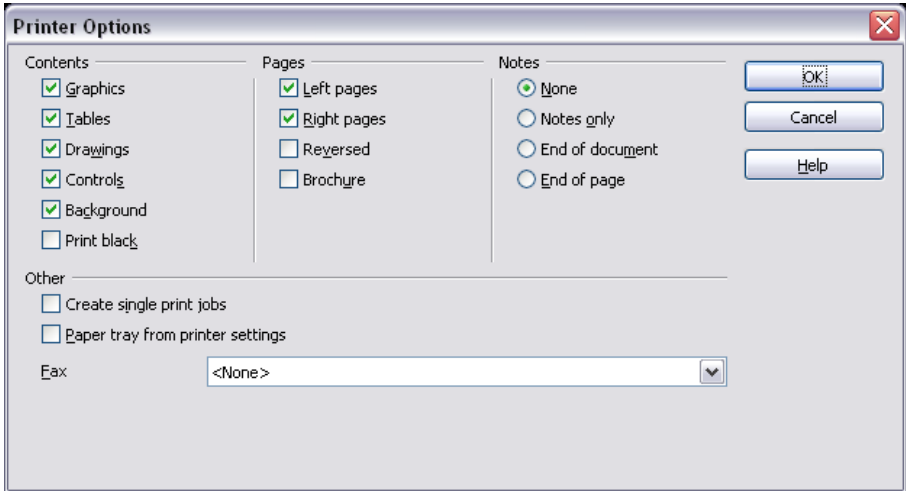 Printer Options
Contents
Graphics
Tables
Drawings
Controls
Background
Print black
Pages
Left pages
Right pages
Reversed
Brochure
Notes
None
Notes only
End of document
End of page
OK
Cancel
Help
Other
Create single print jobs
Paper tray from printer settings
Fax
<None>